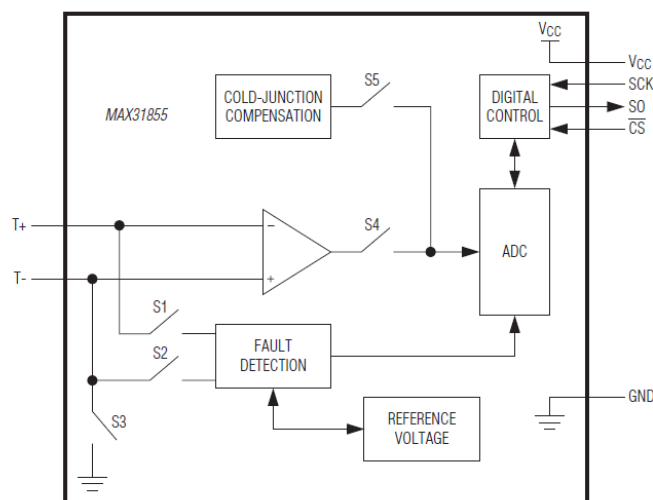 VCC
VCC
SCK
SO
CS
S5
COLD-JUNCTION
COMPENSATION
MAX31855
DIGITAL
CONTROL
T+
−
S4
ADC
T-
+
S1
FAULT
DETECTION
S2
S3
REFERENCE
VOLTAGE
GND